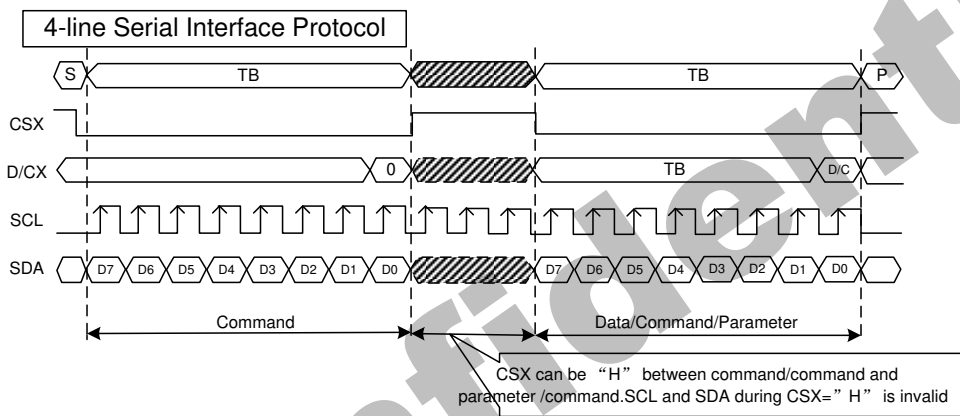 4-line Serial Interface Protocol
S TB TB P
CSX
D/CX 0 TB D/C
SCL
SDA D7 D6 D5 D4 D3 D2 D1 D0 D7 D6 D5 D4 D3 D2 D1 D0
Command Data/Command/Parameter
CSX can be “H” between command/command and
parameter /command.SCL and SDA during CSX=”H” is invalid